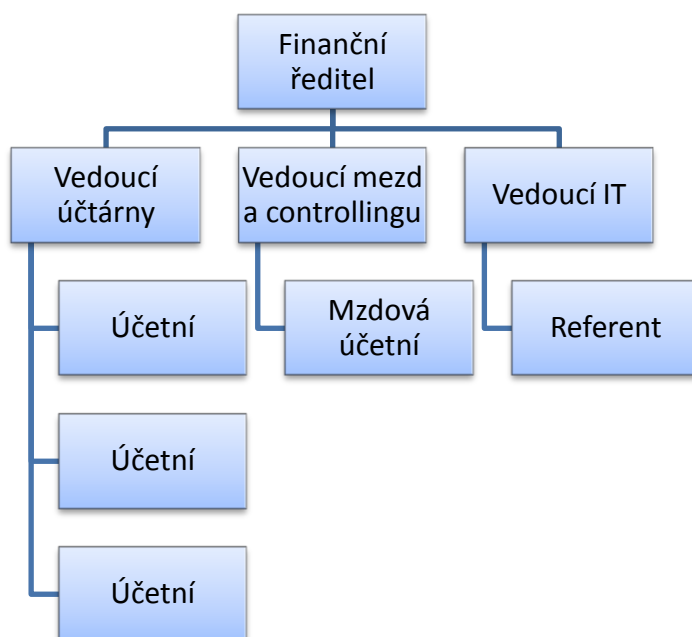 Finanční
ředitel
Vedoucí
účtárny
Vedoucí mezd
a controllingu
Vedoucí IT
Účetní
Mzdová
účetní
Referent
Účetní
Účetní